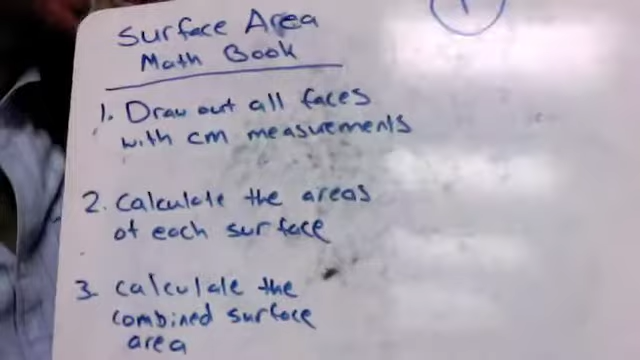 Surface Area
Math Book
1. Draw out all faces
with cm measurements
2. Calculate the areas
of each surface
3. Calculate the
combined surface
area